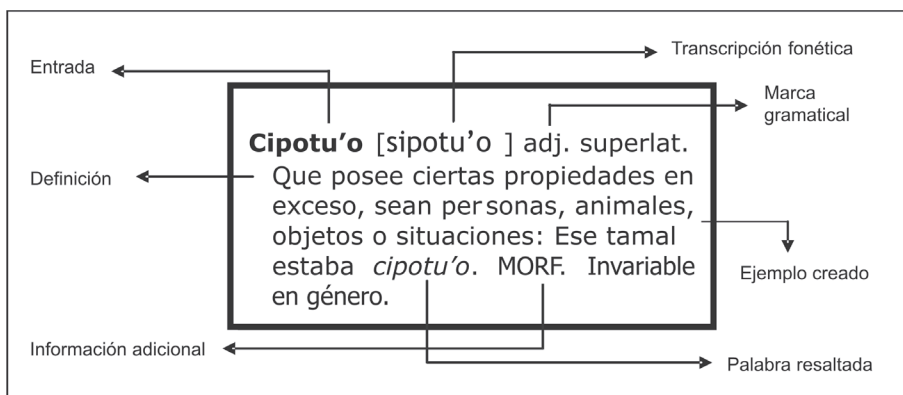 Transcripción fonética
Entrada
Marca
gramatical
Cipotu’o [sipotu’o ] adj. superlat.
Definición
Que posee ciertas propiedades en
exceso, sean personas, animales,
objetos o situaciones: Ese tamal
estaba cipotu’o. MORF. Invariable
en género.
Ejemplo creado
Información adicional
Palabra resaltada